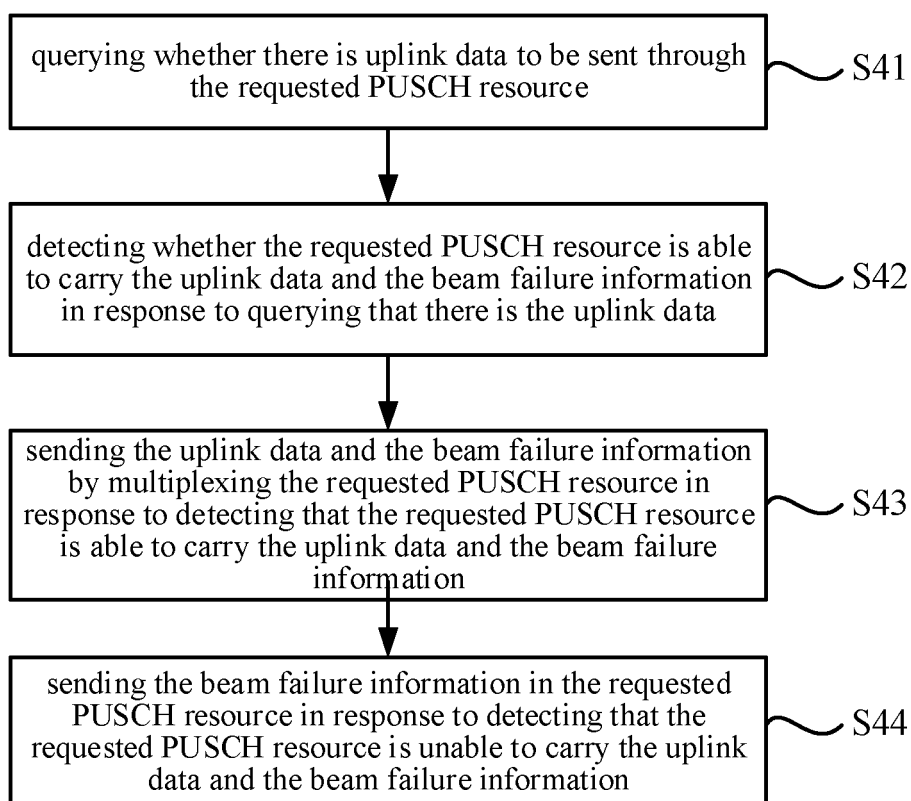 querying whether there is uplink data to be sent through
the requested PUSCH resource
S41
detecting whether the requested PUSCH resource is able
to carry the uplink data and the beam failure information
in response to querying that there is the uplink data
S42
sending the uplink data and the beam failure information
by multiplexing the requested PUSCH resource in
response to detecting that the requested PUSCH resource
is able to carry the uplink data and the beam failure
information
S43
sending the beam failure information in the requested
PUSCH resource in response to detecting that the
requested PUSCH resource is unable to carry the uplink
data and the beam failure information
S44